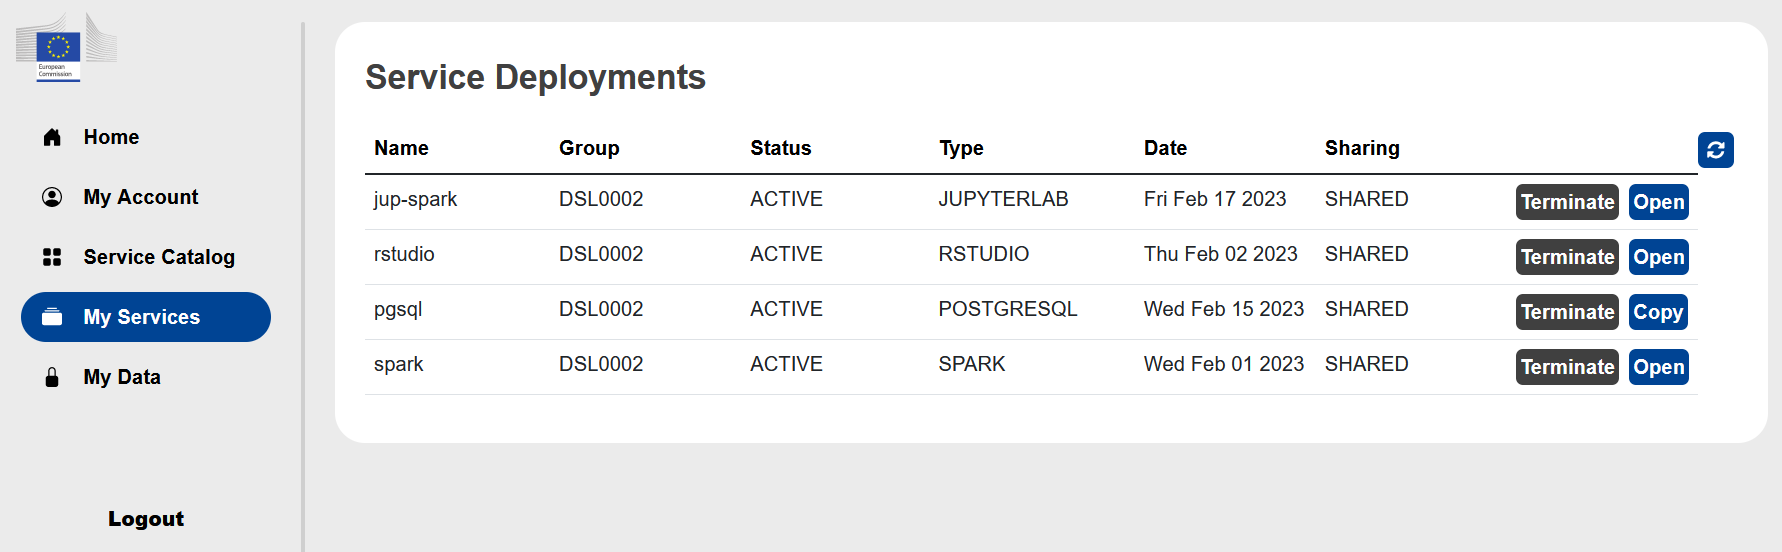 European
Commission
Home
My Account
Service Catalog
My Services
My Data
Logout
Service Deployments
Name Group Status Type Date Sharing
jup-spark DSL0002 ACTIVE JUPYTERLAB Fri Feb 17 2023 SHARED Terminate Open
rstudio DSL0002 ACTIVE RSTUDIO Thu Feb 02 2023 SHARED Terminate Open
pgsql DSL0002 ACTIVE POSTGRESQL Wed Feb 15 2023 SHARED Terminate Copy
spark DSL0002 ACTIVE SPARK Wed Feb 01 2023 SHARED Terminate Open